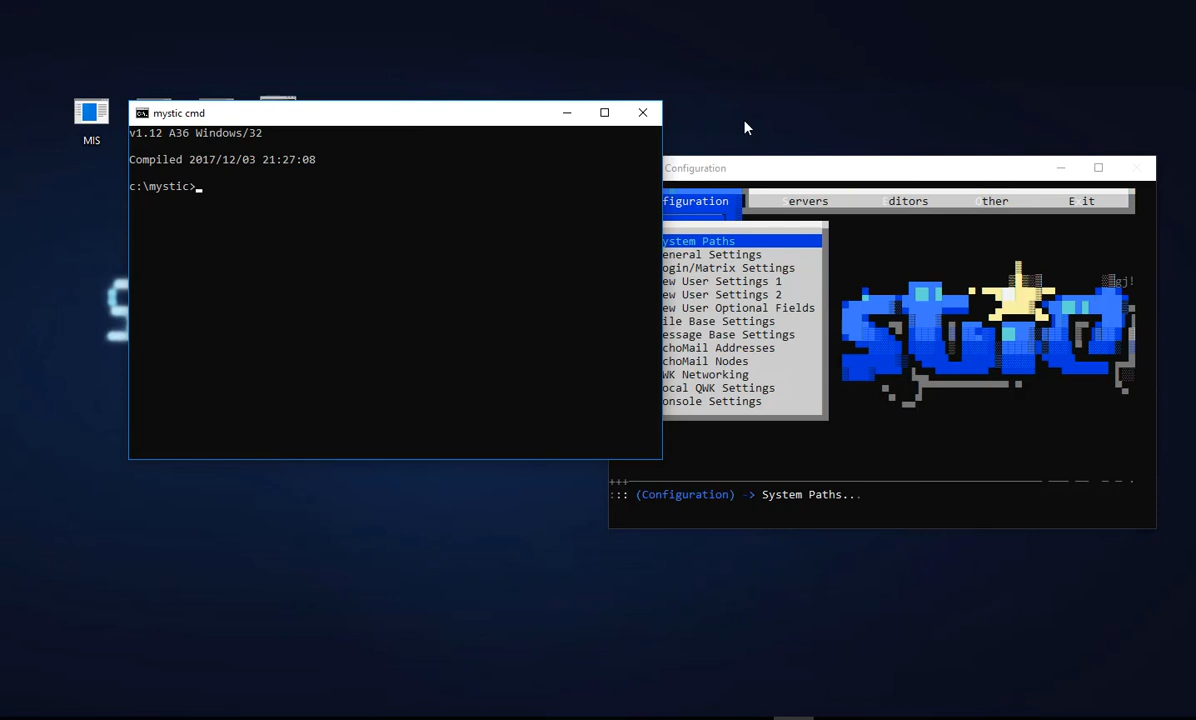 MIS
mystic cmd
v1.12 A36 Windows/32
Compiled 2017/12/03 21:27:08
c:\mystic>_
Configuration
figuration ervers ditors ther E it
ystem Paths
eneral Settings
ogin/Matrix Settings
ew User Settings 1
ew User Settings 2
ew User Optional Fields
ile Base Settings
essage Base Settings
choMail Addresses
choMail Nodes
WK Networking
ocal QWK Settings
onsole Settings
gj!
::: (Configuration) -> System Paths...